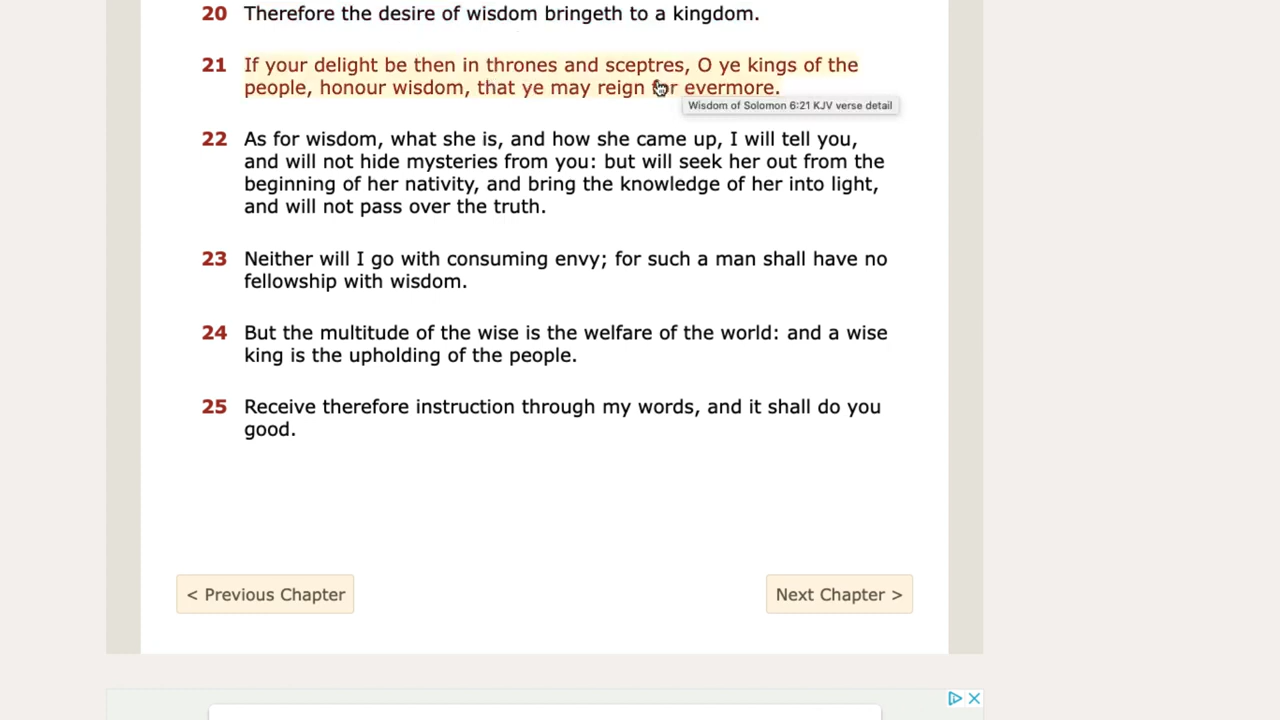 20 Therefore the desire of wisdom bringeth to a kingdom.
21 If your delight be then in thrones and sceptres, O ye kings of the
people, honour wisdom, that ye may reign for evermore.
Wisdom of Solomon 6:21 KJV verse detail
22 As for wisdom, what she is, and how she came up, I will tell you,
and will not hide mysteries from you: but will seek her out from the
beginning of her nativity, and bring the knowledge of her into light,
and will not pass over the truth.
23 Neither will I go with consuming envy; for such a man shall have no
fellowship with wisdom.
24 But the multitude of the wise is the welfare of the world: and a wise
king is the upholding of the people.
25 Receive therefore instruction through my words, and it shall do you
good.
< Previous Chapter
Next Chapter >